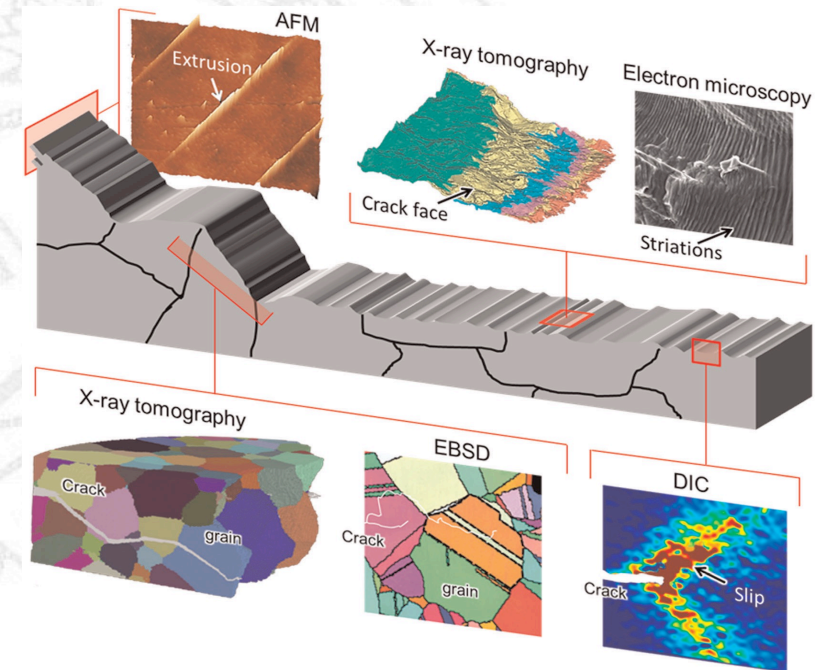 AFM
Extrusion
X-ray tomography
Crack face
Electron microscopy
Striations
X-ray tomography
Crack
grain
EBSD
Crack
grain
DIC
Crack
Slip